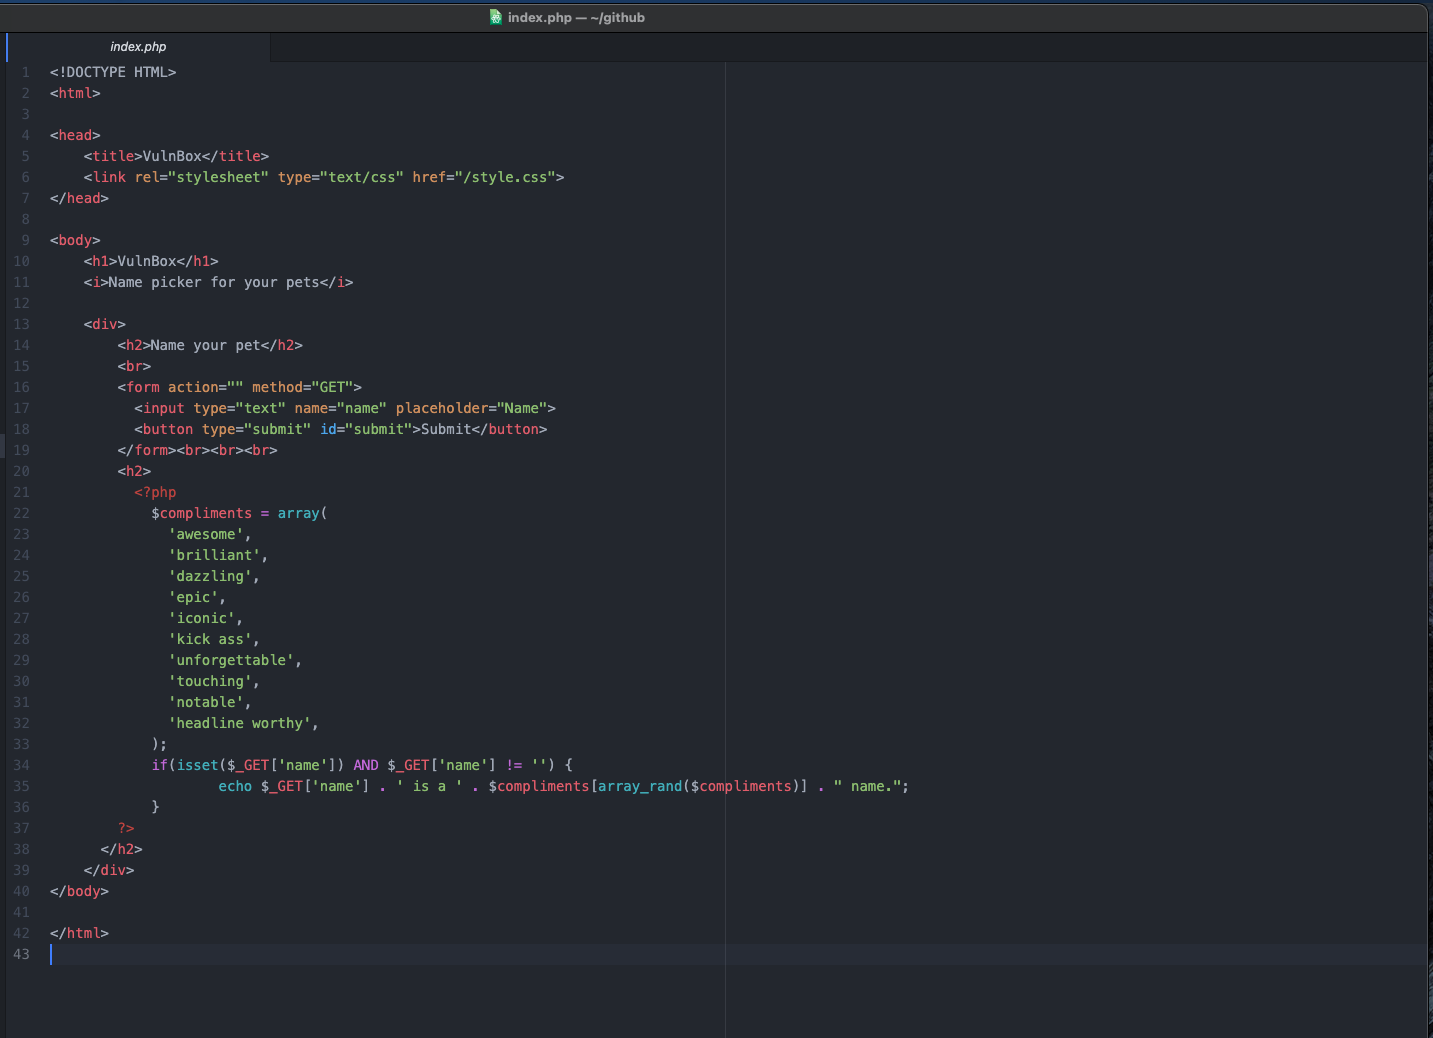 index.php — ~/github
index.php
1 <!DOCTYPE HTML>
2 <html>
3
4 <head>
5     <title>VulnBox</title>
6     <link rel="stylesheet" type="text/css" href="/style.css">
7 </head>
8
9 <body>
10     <h1>VulnBox</h1>
11     <i>Name picker for your pets</i>
12
13     <div>
14         <h2>Name your pet</h2>
15         <br>
16         <form action="" method="GET">
17           <input type="text" name="name" placeholder="Name">
18           <button type="submit" id="submit">Submit</button>
19         </form><br><br><br>
20         <h2>
21           <?php
22             $compliments = array(
23               'awesome',
24               'brilliant',
25               'dazzling',
26               'epic',
27               'iconic',
28               'kick ass',
29               'unforgettable',
30               'touching',
31               'notable',
32               'headline worthy',
33             );
34             if(isset($_GET['name']) AND $_GET['name'] != '') {
35                     echo $_GET['name'] . ' is a ' . $compliments[array_rand($compliments)] . " name.";
36             }
37         ?>
38       </h2>
39     </div>
40 </body>
41
42 </html>
43